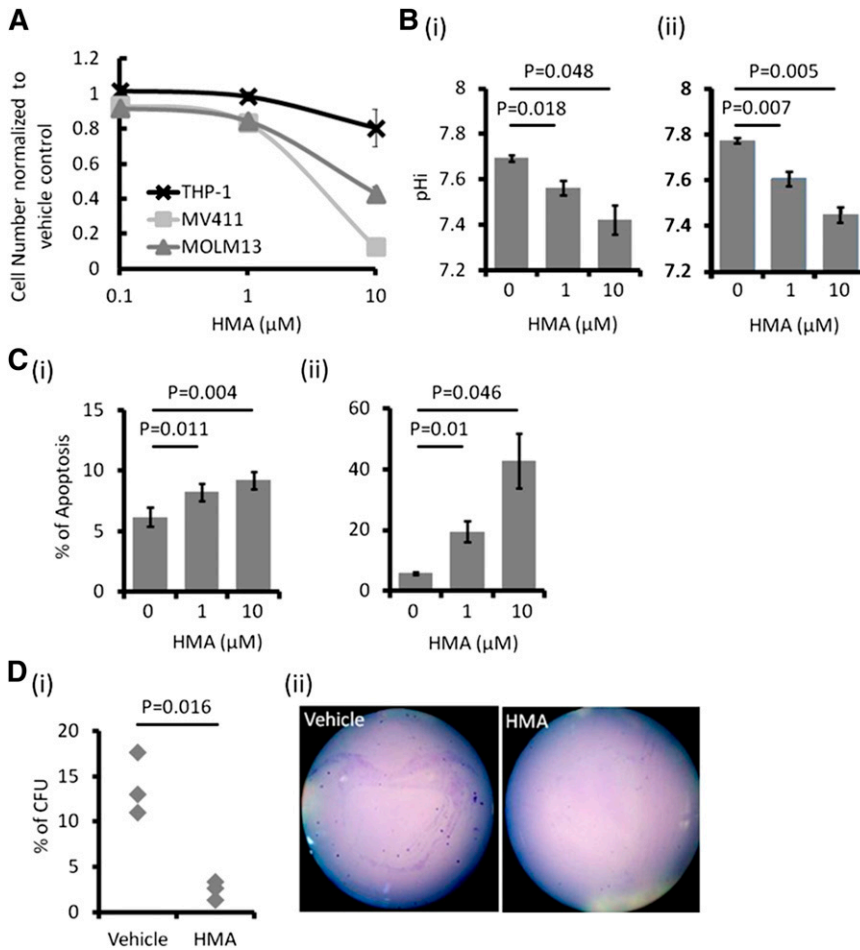 A
Cell Number normalized to
vehicle control
1.2
1
0.8
0.6
0.4
0.2
0
THP-1
MV411
MOLM13
0.1 1 10
HMA (µM)
B (i)
P=0.048
P=0.018
pHi
8
7.8
7.6
7.4
7.2
0 1 10
HMA (µM)
(ii)
P=0.005
P=0.007
8
7.8
7.6
7.4
7.2
0 1 10
HMA (µM)
C (i)
P=0.004
P=0.011
% of Apoptosis
15
10
5
0
0 1 10
HMA (µM)
(ii)
P=0.046
P=0.01
60
40
20
0
0 1 10
HMA (µM)
D (i)
P=0.016
% of CFU
20
15
10
5
0
Vehicle HMA
(ii)
Vehicle
HMA